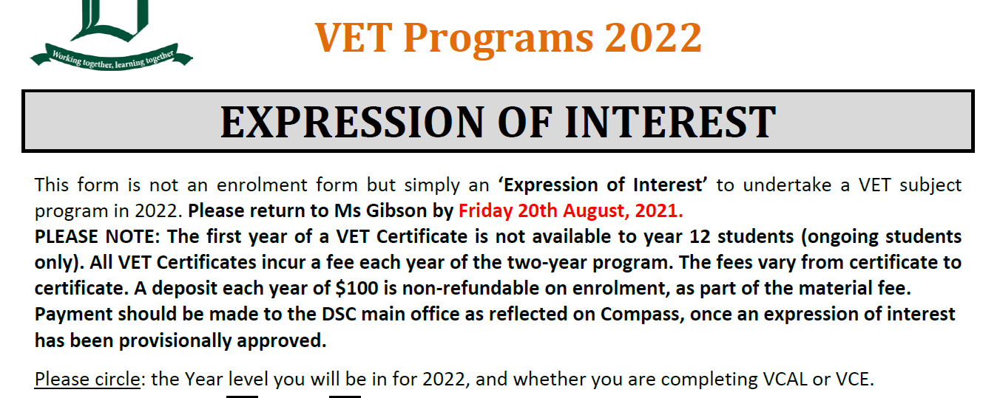 Working together, learning together
VET Programs 2022
EXPRESSION OF INTEREST
This form is not an enrolment form but simply an ‘Expression of Interest’ to undertake a VET subject
program in 2022. Please return to Ms Gibson by Friday 20th August, 2021.
PLEASE NOTE: The first year of a VET Certificate is not available to year 12 students (ongoing students
only). All VET Certificates incur a fee each year of the two-year program. The fees vary from certificate to
certificate. A deposit each year of $100 is non-refundable on enrolment, as part of the material fee.
Payment should be made to the DSC main office as reflected on Compass, once an expression of interest
has been provisionally approved.
Please circle: the Year level you will be in for 2022, and whether you are completing VCAL or VCE.